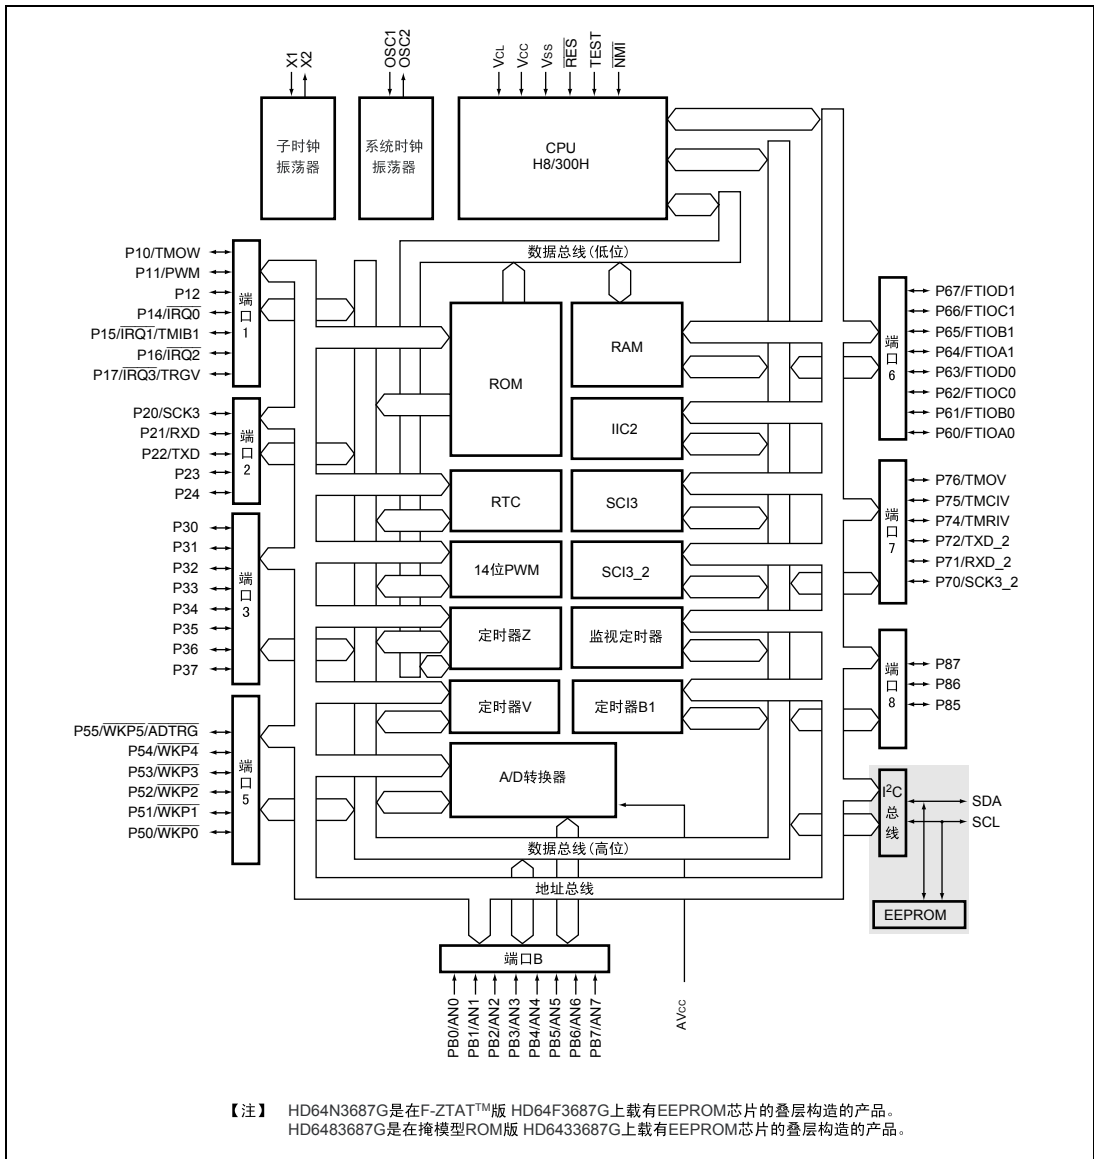 X1
X2
OSC1
OSC2
VCL
VCC
VSS
RES
TEST
NMI
子时钟
振荡器
系统时钟
振荡器
CPU
H8/300H
数据总线(低位)
P10/TMOW
P11/PWM
P12
P14/IRQ0
P15/IRQ1/TMIB1
P16/IRQ2
P17/IRQ3/TRGV
端口1
P20/SCK3
P21/RXD
P22/TXD
P23
P24
端口2
P30
P31
P32
P33
P34
P35
P36
P37
端口3
P55/WKP5/ADTRG
P54/WKP4
P53/WKP3
P52/WKP2
P51/WKP1
P50/WKP0
端口5
ROM
RAM
IIC2
RTC
SCI3
14位PWM
SCI3_2
定时器Z
监视定时器
定时器V
定时器B1
A/D转换器
端口6
P67/FTIOD1
P66/FTIOC1
P65/FTIOB1
P64/FTIOA1
P63/FTIOD0
P62/FTIOC0
P61/FTIOB0
P60/FTIOA0
端口7
P76/TMOV
P75/TMCIV
P74/TMRIV
P72/TXD_2
P71/RXD_2
P70/SCK3_2
端口8
P87
P86
P85
I²C总线
SDA
SCL
EEPROM
数据总线(高位)
地址总线
端口B
PB0/AN0
PB1/AN1
PB2/AN2
PB3/AN3
PB4/AN4
PB5/AN5
PB6/AN6
PB7/AN7
AVCC
【注】 HD64N3687G是在F-ZTAT™版 HD64F3687G上载有EEPROM芯片的叠层构造的产品。
HD6483687G是在掩模型ROM版 HD6433687G上载有EEPROM芯片的叠层构造的产品。